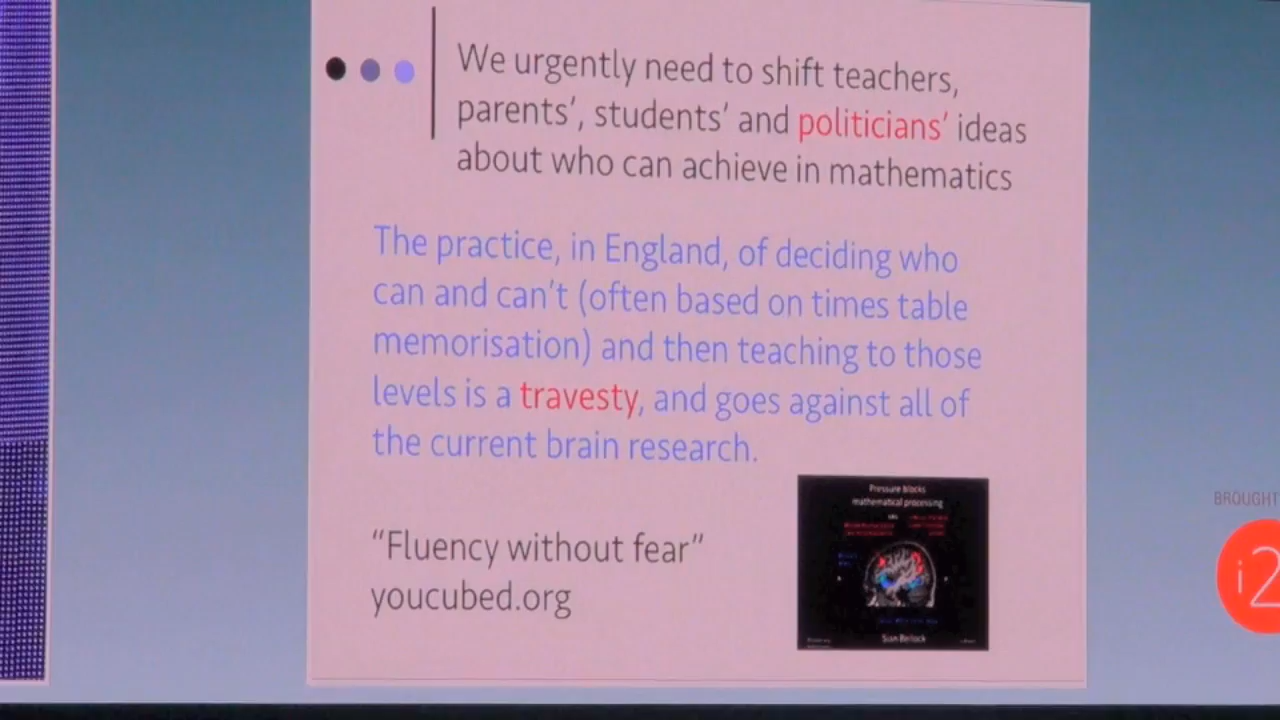 We urgently need to shift teachers,
parents’, students’ and politicians’ ideas
about who can achieve in mathematics
The practice, in England, of deciding who
can and can't (often based on times table
memorisation) and then teaching to those
levels is a travesty, and goes against all of
the current brain research.
“Fluency without fear”
youcubed.org
Pressure blocks
mathematical processing
Sian Beilock
BROUGHT
i2